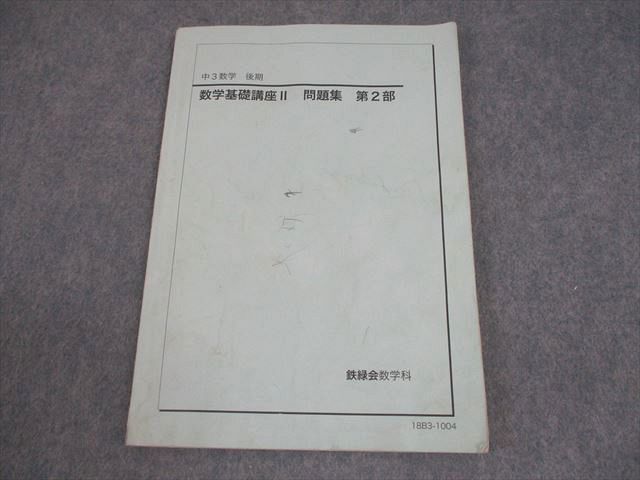 中3数学 後期
数学基礎講座Ⅱ 問題集 第2部
鉄緑会数学科
18B3-1004